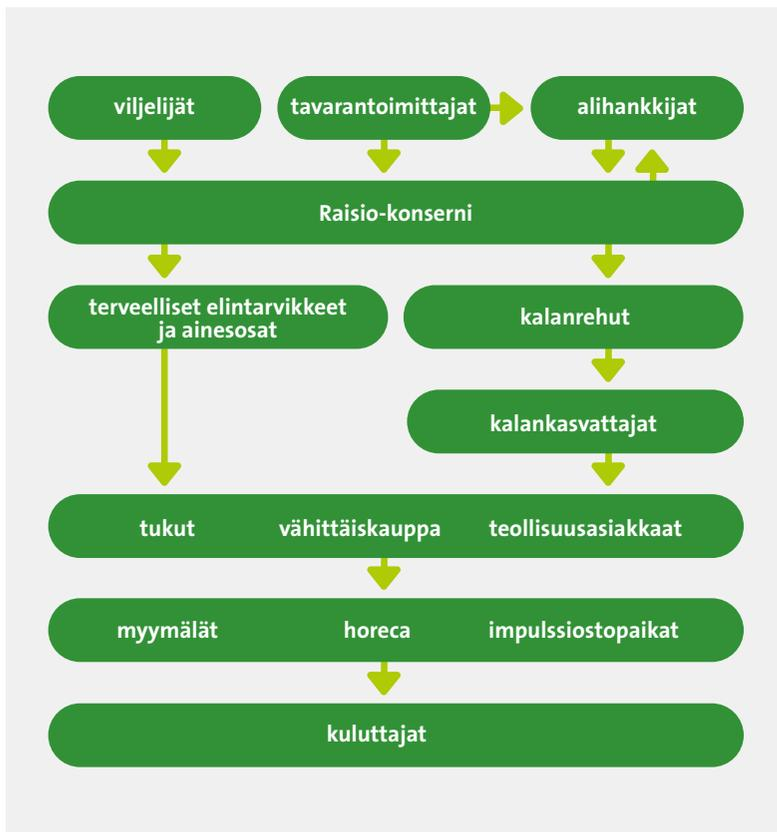 viljelijät
tavarantoimittajat
alihankkijat
Raisio-konserni
terveelliset elintarvikkeet
ja ainesosat
kalanrehut
kalankasvattajat
tukut
vähittäiskauppa
teollisuusasiakkaat
myymälät
horeca
impulssiostopaikat
kuluttajat